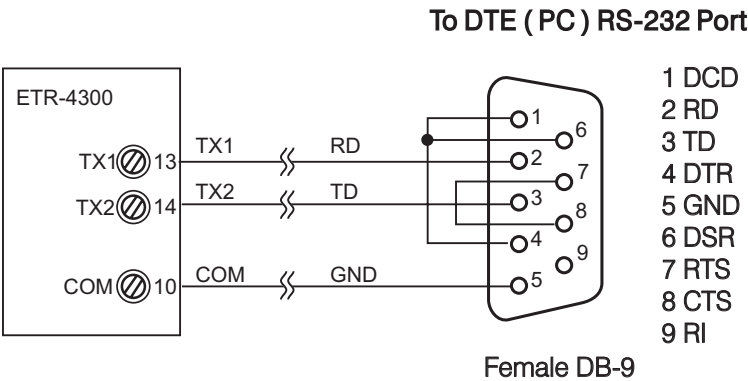 To DTE ( PC ) RS-232 Port
ETR-4300
TX1 13 TX1 RD
TX2 14 TX2 TD
COM 10 COM GND
1
6
2
7
3
8
4
9
5
1 DCD
2 RD
3 TD
4 DTR
5 GND
6 DSR
7 RTS
8 CTS
9 RI
Female DB-9